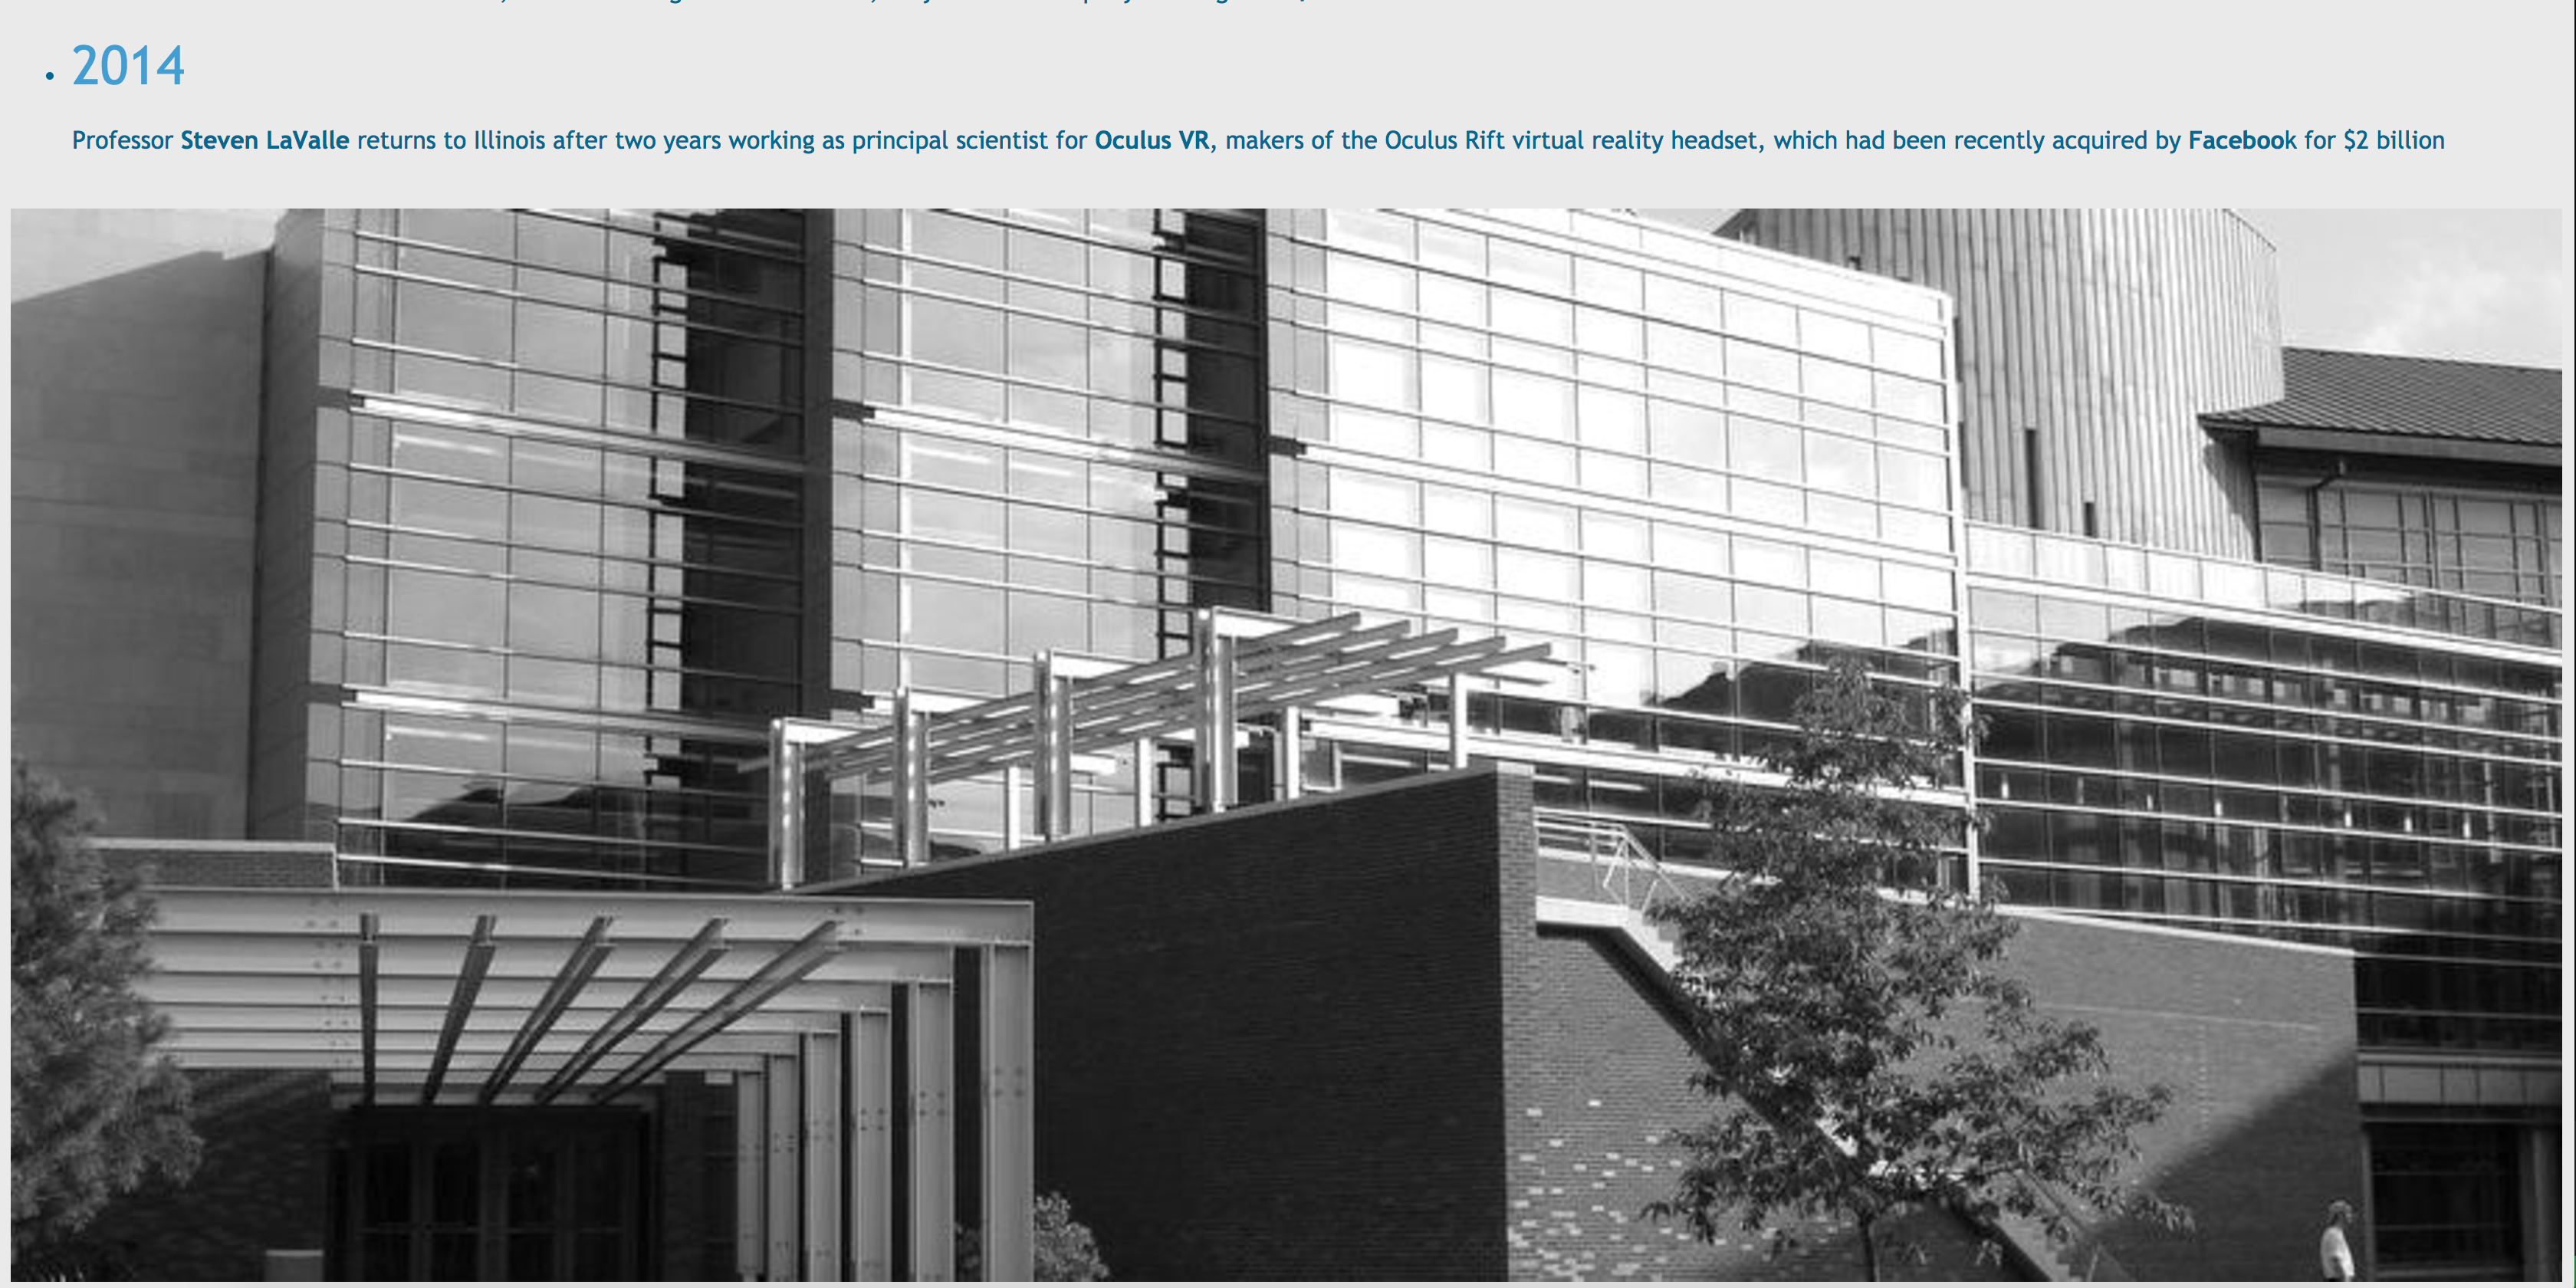 2014
Professor Steven LaValle returns to Illinois after two years working as principal scientist for Oculus VR, makers of the Oculus Rift virtual reality headset, which had been recently acquired by Facebook for $2 billion